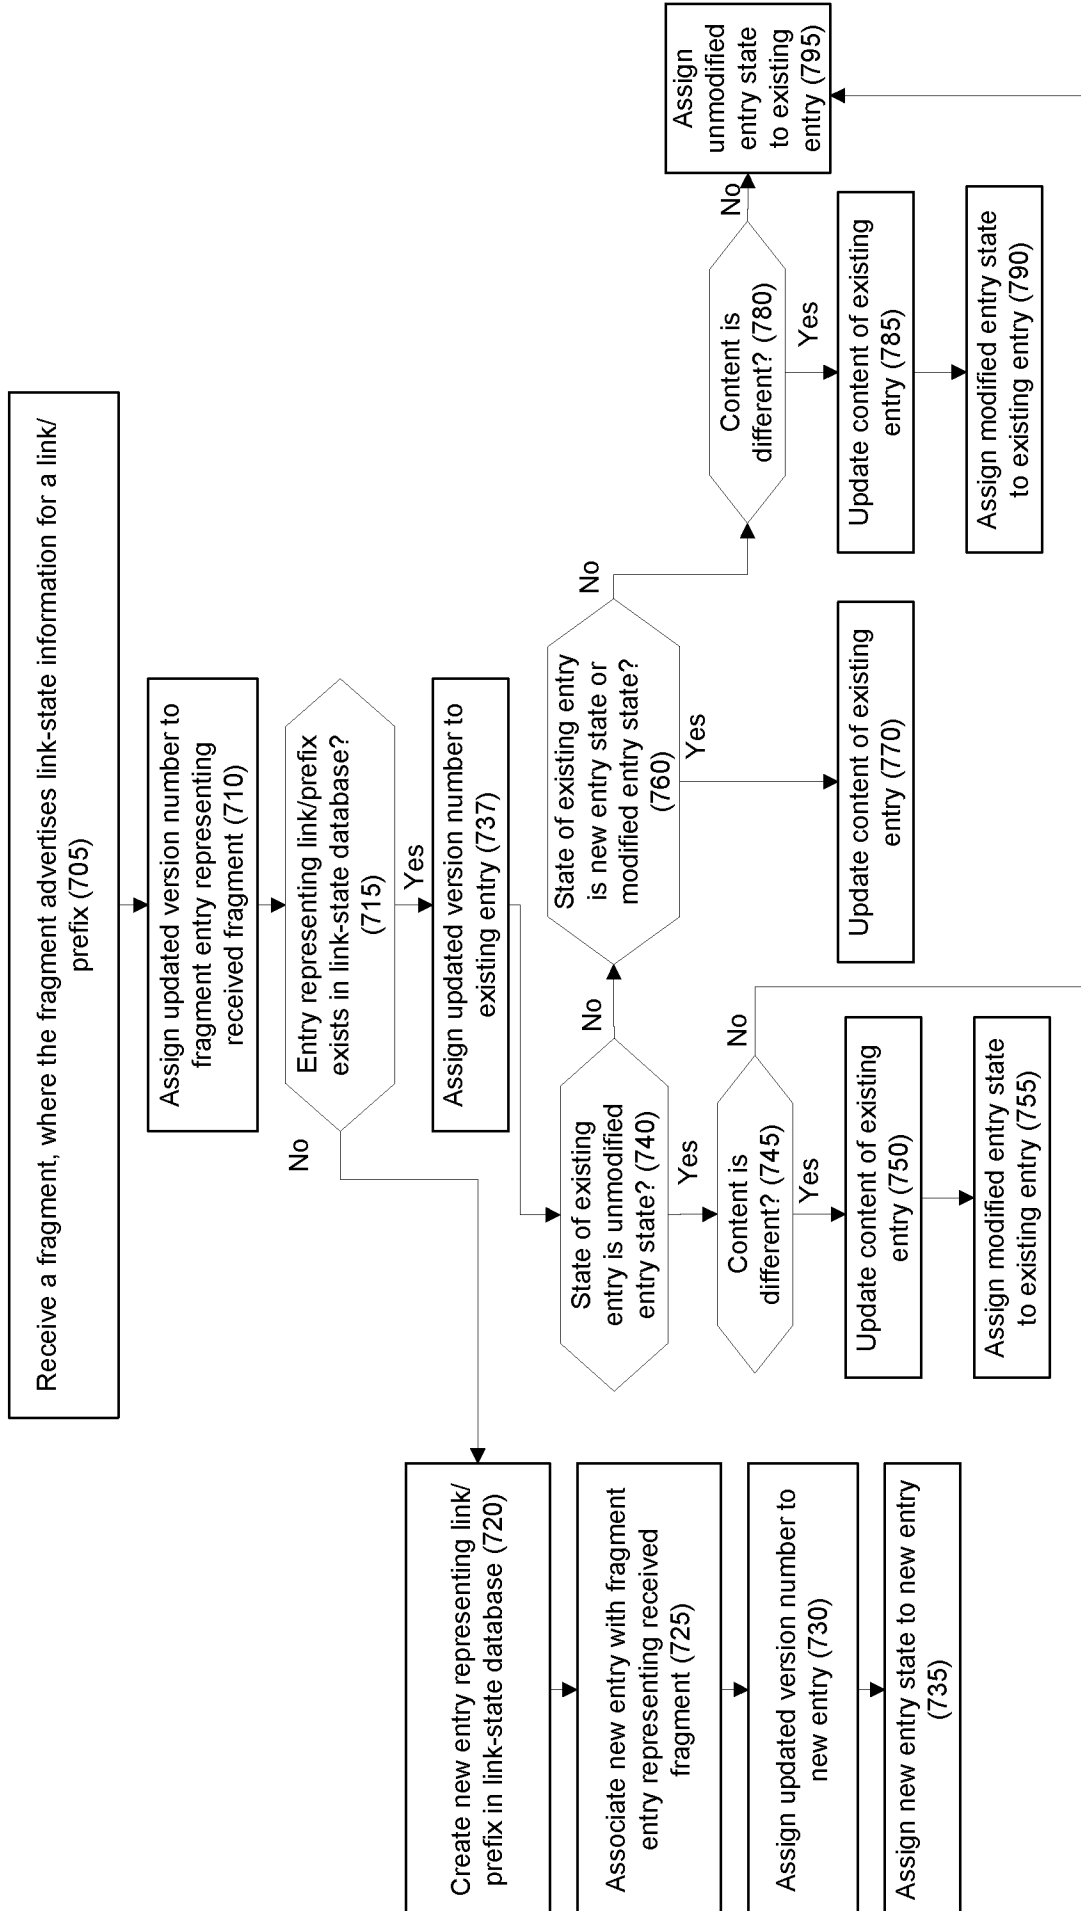 Receive a fragment, where the fragment advertises link-state information for a link/
prefix (705)
Assign updated version number to
fragment entry representing
received fragment (710)
Entry representing link/prefix
exists in link-state database?
(715)
No
Yes
Create new entry representing link/
prefix in link-state database (720)
Associate new entry with fragment
entry representing received
fragment (725)
Assign updated version number to
new entry (730)
Assign new entry state to new entry
(735)
Assign updated version number to
existing entry (737)
State of existing
entry is unmodified
entry state? (740)
No
Yes
Content is
different? (745)
No
Yes
Update content of existing
entry (750)
Assign modified entry state
to existing entry (755)
State of existing entry
is new entry state or
modified entry state?
(760)
No
Yes
Update content of existing
entry (770)
Content is
different? (780)
No
Yes
Update content of existing
entry (785)
Assign modified entry state
to existing entry (790)
Assign
unmodified
entry state
to existing
entry (795)